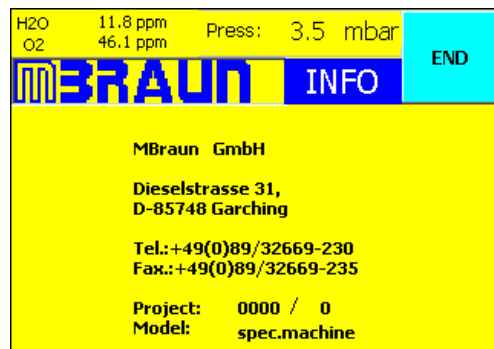 H2O 11.8 ppm
O2 46.1 ppm
Press: 3.5 mbar
END
MBRAUN
INFO
MBraun GmbH
Dieselstrasse 31,
D-85748 Garching
Tel.:+49(0)89/32669-230
Fax.:+49(0)89/32669-235
Project: 0000 / 0
Model: spec.machine